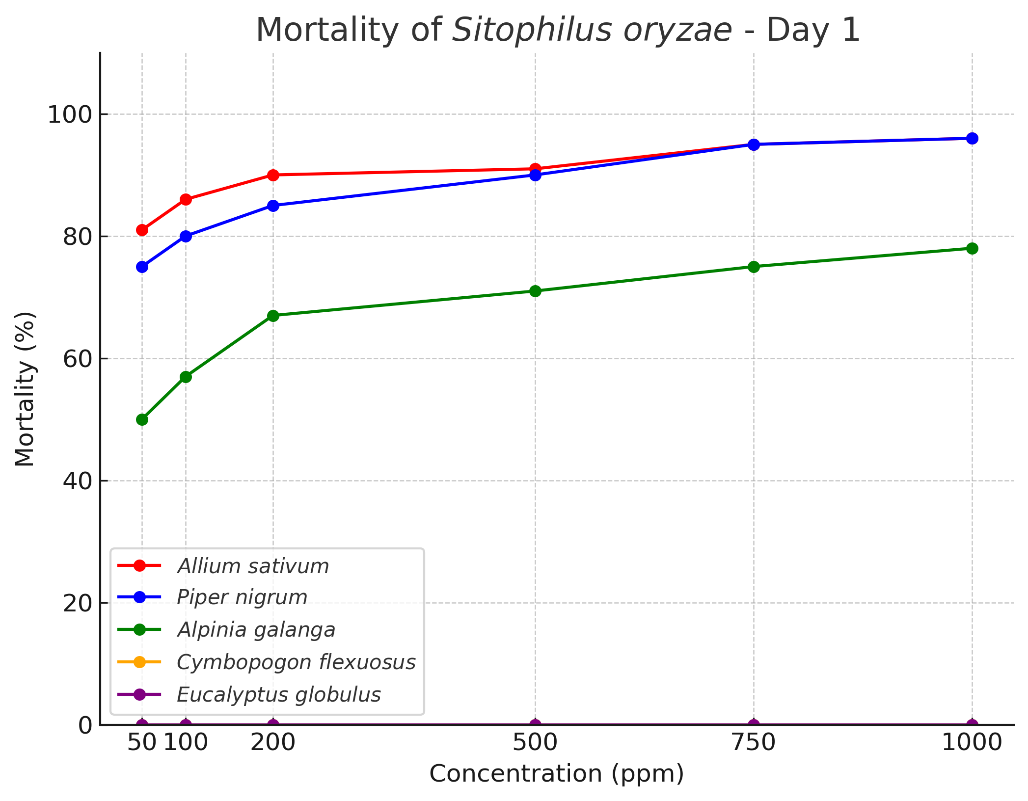 Mortality of Sitophilus oryzae - Day 1
100
80
60
40
20
0
Mortality (%)
Allium sativum
Piper nigrum
Alpinia galanga
Cymbopogon flexuosus
Eucalyptus globulus
50 100 200 500 750 1000
Concentration (ppm)